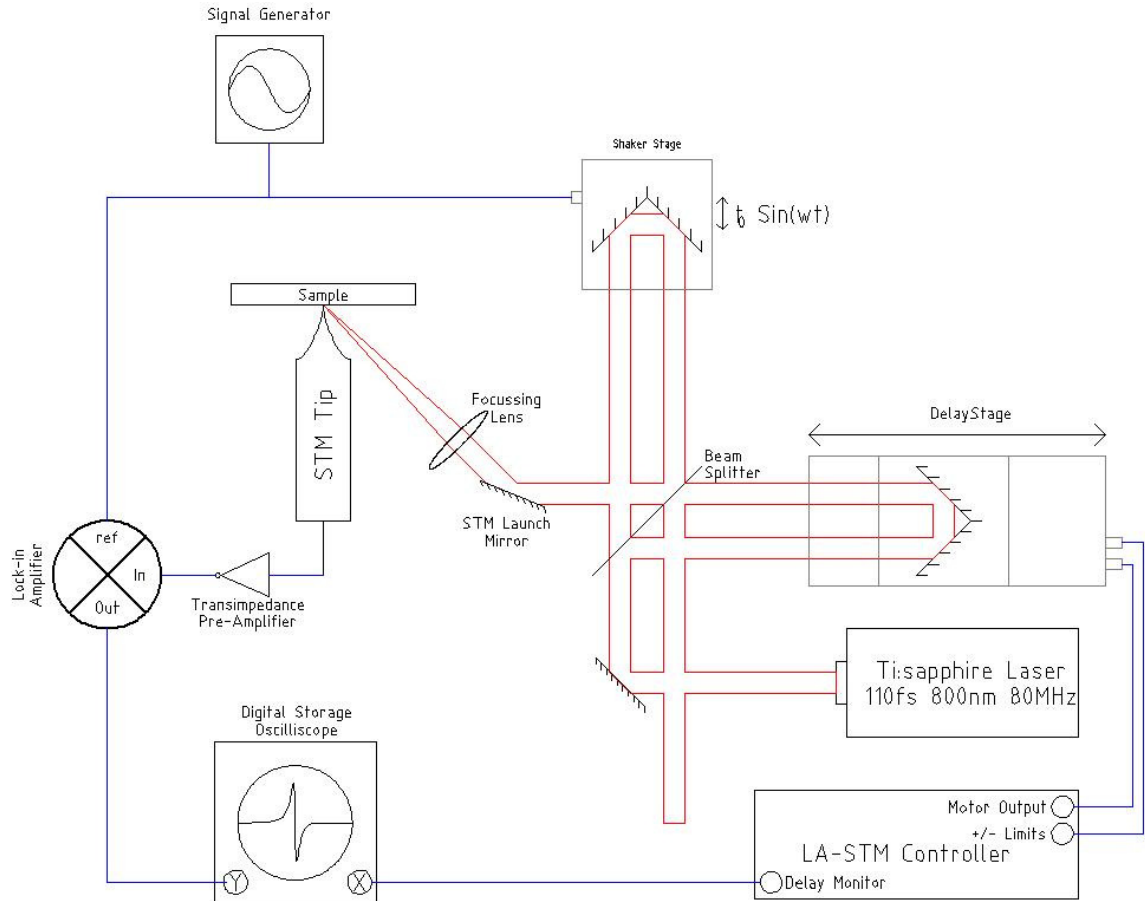 Signal Generator
Shaker Stage
t₀ Sin(wt)
Sample
STM Tip
Focussing
Lens
DelayStage
Beam
Splitter
STM Launch
Mirror
Lock-in
Amplifier
ref
In
Out
Transimpedance
Pre-Amplifier
Ti:sapphire Laser
110fs 800nm 80MHz
Digital Storage
Oscilliscope
Y
X
Motor Output
+/- Limits
LA-STM Controller
Delay Monitor